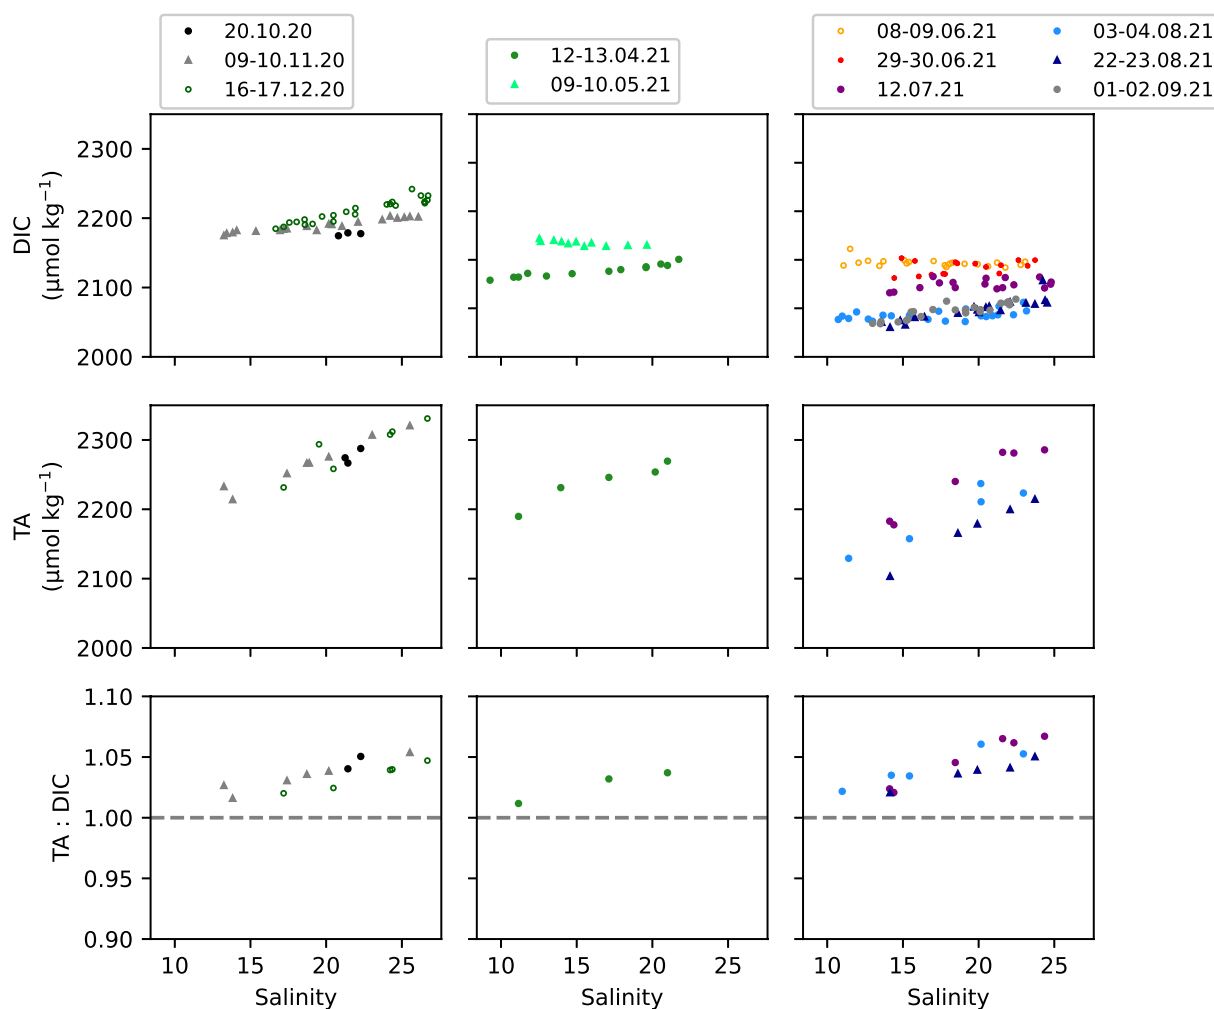 20.10.20
09-10.11.20
16-17.12.20
12-13.04.21
09-10.05.21
08-09.06.21
29-30.06.21
12.07.21
03-04.08.21
22-23.08.21
01-02.09.21
DIC
(µmol kg⁻¹)
2300
2200
2100
2000
TA
(µmol kg⁻¹)
2300
2200
2100
2000
TA : DIC
1.10
1.05
1.00
0.95
0.90
10 15 20 25
10 15 20 25
10 15 20 25
Salinity
Salinity
Salinity